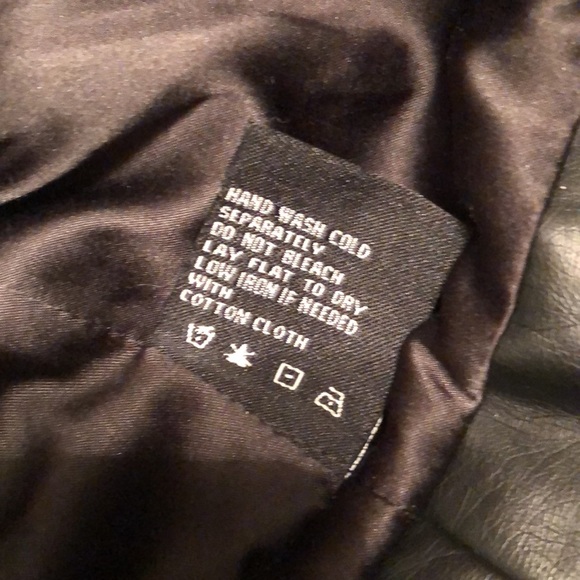 HAND WASH COLD
SEPARATELY
DO NOT BLEACH
LAY FLAT TO DRY
LOW IRON IF NEEDED
WITH
COTTON CLOTH